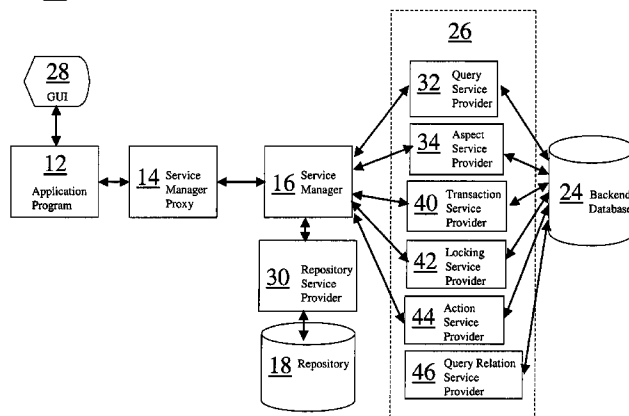 26
28
GUI
32 Query
Service
Provider
34 Aspect
Service
Provider
12
Application
Program
14 Service
Manager
Proxy
16 Service
Manager
40 Transaction
Service
Provider
24 Backend
Database
42 Locking
Service
Provider
30 Repository
Service
Provider
44 Action
Service
Provider
18 Repository
46 Query Relation
Service
Provider